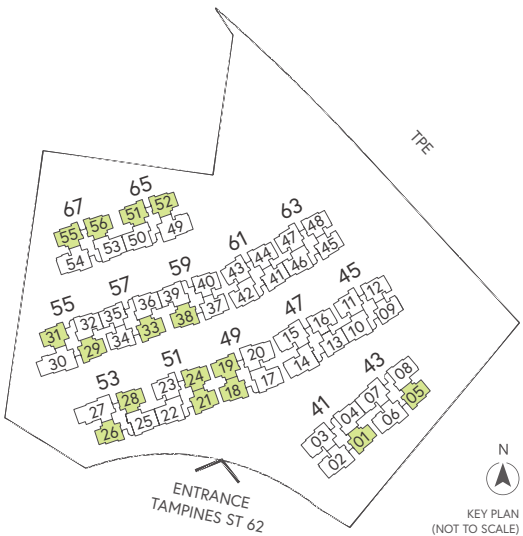 TPE
67
65
55 56 51 52
54 53 50 49
63
61
59
57
55
31 32 35 36 39 40 43 44 47 48
30 29 34 33 38 37 42 41 46 45
45
47
49
51
53
27 28 23 24 19 20 15 16 11 12
26 25 22 21 18 17 14 13 10 09
43
41
03 04 07 08
02 01 06 05
ENTRANCE
TAMPINES ST 62
N
KEY PLAN
(NOT TO SCALE)